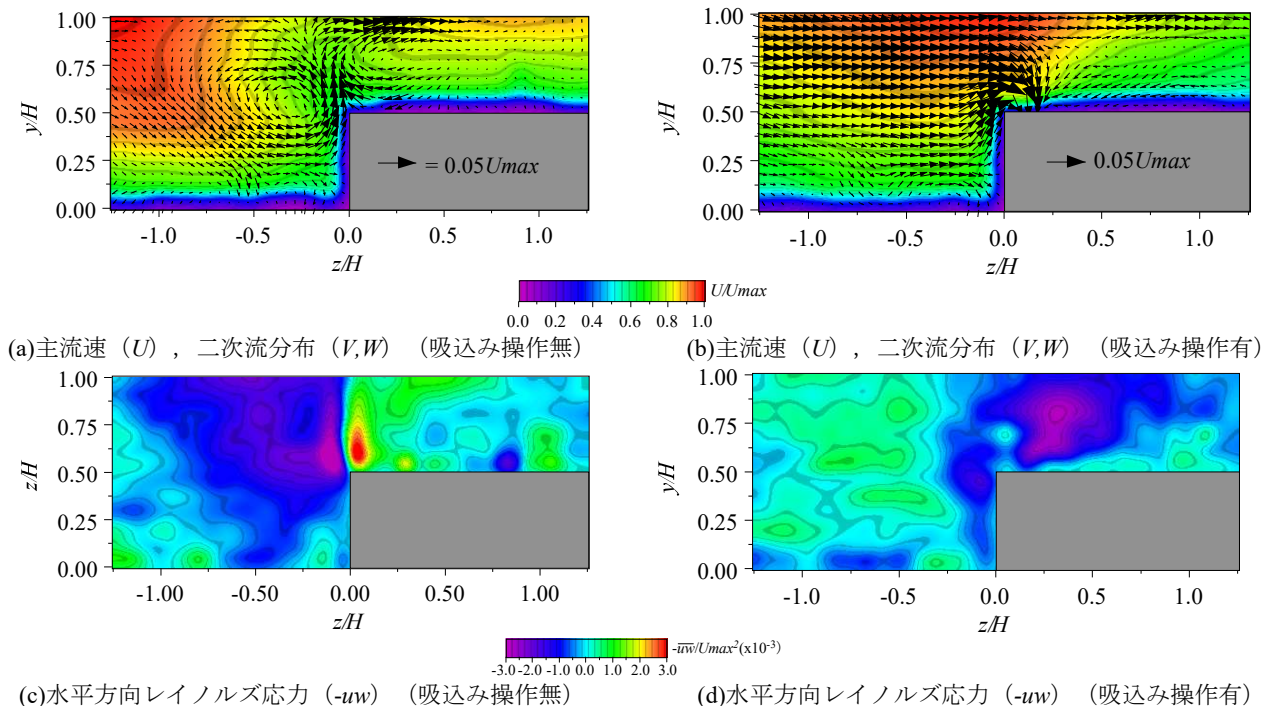 1.00
0.75
0.50
0.25
0.00
y/H
-1.0 -0.5 0.0 0.5 1.0
z/H
= 0.05Umax
1.00
0.75
0.50
0.25
0.00
y/H
-1.0 -0.5 0.0 0.5 1.0
z/H
0.05Umax
U/Umax
0.0 0.2 0.4 0.6 0.8 1.0
(a)主流速（U）, 二次流分布（V,W）（吸込み操作無）
(b)主流速（U）, 二次流分布（V,W）（吸込み操作有）
1.00
0.75
0.50
0.25
0.00
z/H
-1.00 -0.50 0.00 0.50 1.00
z/H
1.00
0.75
0.50
0.25
0.00
y/H
-1.0 -0.5 0.0 0.5 1.0
z/H
-uw/Umax²(x10⁻³)
-3.0 -2.0 -1.0 0.0 1.0 2.0 3.0
(c)水平方向レイノルズ応力（-uw）（吸込み操作無）
(d)水平方向レイノルズ応力（-uw）（吸込み操作有）